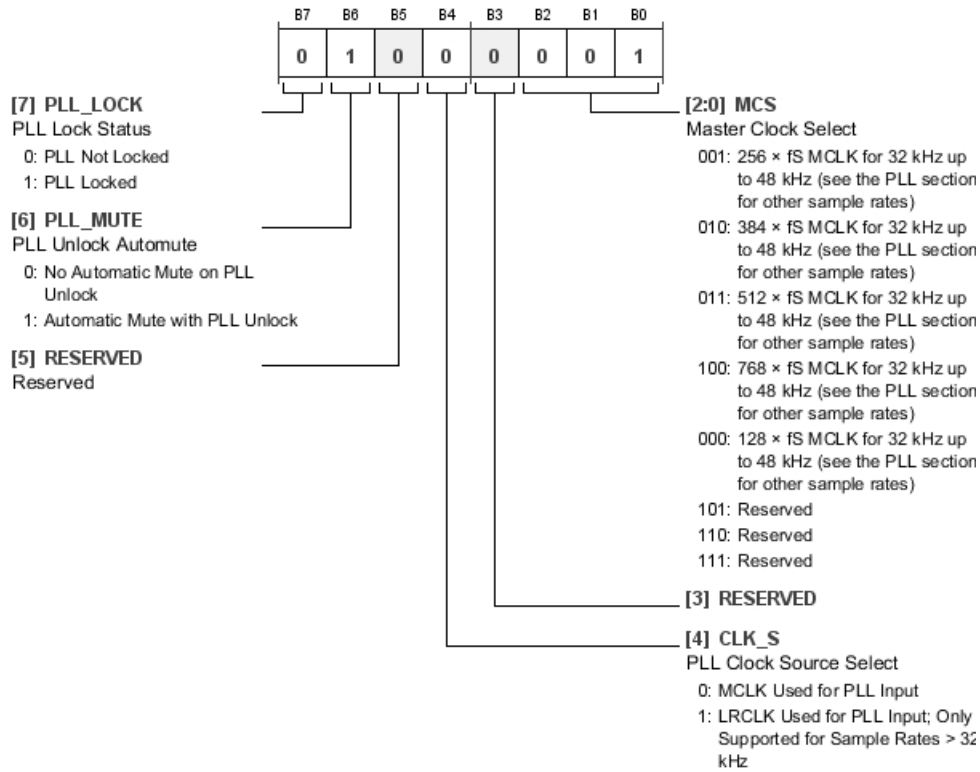 B7 B6 B5 B4 B3 B2 B1 B0
0 1 0 0 0 0 0 1
[7] PLL_LOCK
PLL Lock Status
0: PLL Not Locked
1: PLL Locked
[6] PLL_MUTE
PLL Unlock Automute
0: No Automatic Mute on PLL
Unlock
1: Automatic Mute with PLL Unlock
[5] RESERVED
Reserved
[2:0] MCS
Master Clock Select
001: 256 × fS MCLK for 32 kHz up
to 48 kHz (see the PLL section
for other sample rates)
010: 384 × fS MCLK for 32 kHz up
to 48 kHz (see the PLL section
for other sample rates)
011: 512 × fS MCLK for 32 kHz up
to 48 kHz (see the PLL section
for other sample rates)
100: 768 × fS MCLK for 32 kHz up
to 48 kHz (see the PLL section
for other sample rates)
000: 128 × fS MCLK for 32 kHz up
to 48 kHz (see the PLL section
for other sample rates)
101: Reserved
110: Reserved
111: Reserved
[3] RESERVED
[4] CLK_S
PLL Clock Source Select
0: MCLK Used for PLL Input
1: LRCLK Used for PLL Input; Only
Supported for Sample Rates > 32
kHz